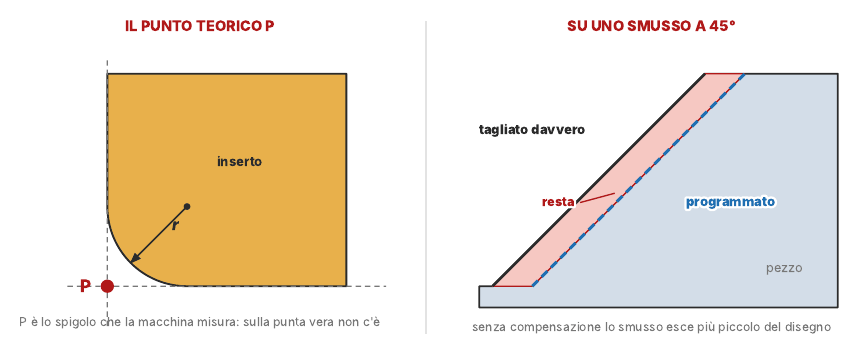 IL PUNTO TEORICO P
inserto
r
P
P è lo spigolo che la macchina misura: sulla punta vera non c'è
SU UNO SMUSSO A 45°
tagliato davvero
resta
programmato
pezzo
senza compensazione lo smusso esce più piccolo del disegno